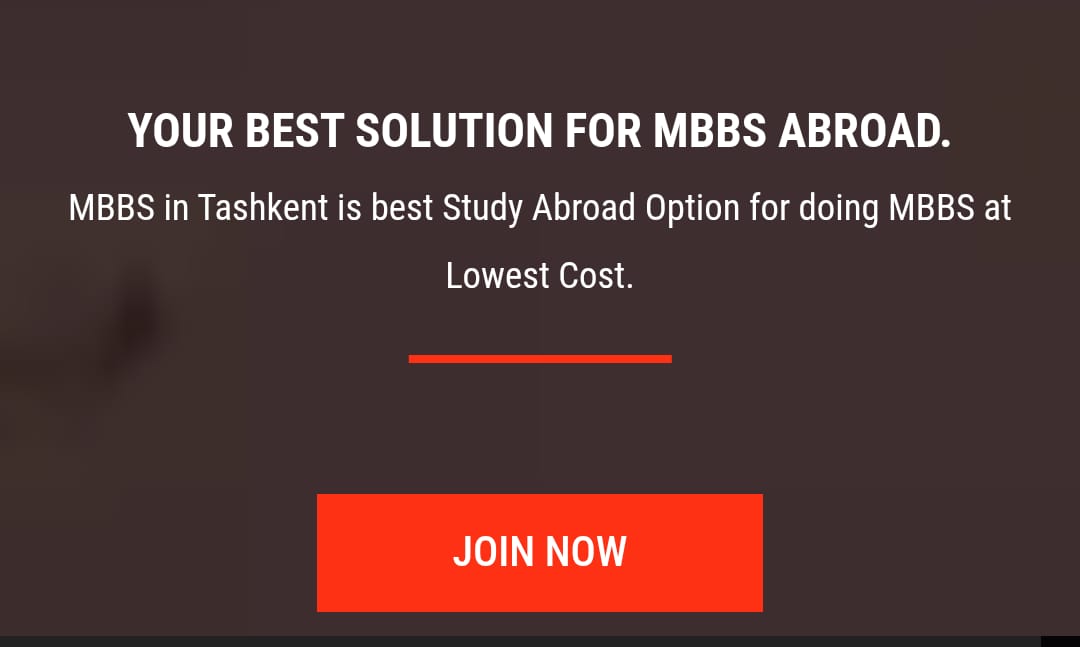 YOUR BEST SOLUTION FOR MBBS ABROAD.
MBBS in Tashkent is best Study Abroad Option for doing MBBS at
Lowest Cost.
JOIN NOW